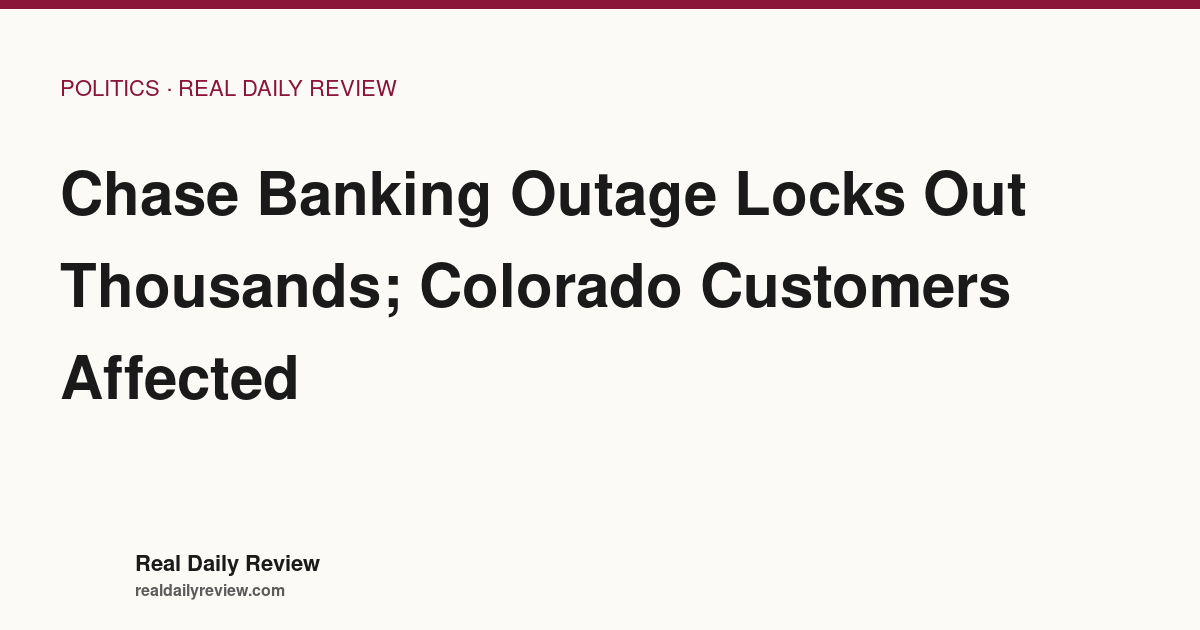 POLITICS · REAL DAILY REVIEW
Chase Banking Outage Locks Out
Thousands; Colorado Customers
Affected
Real Daily Review
realdailyreview.com